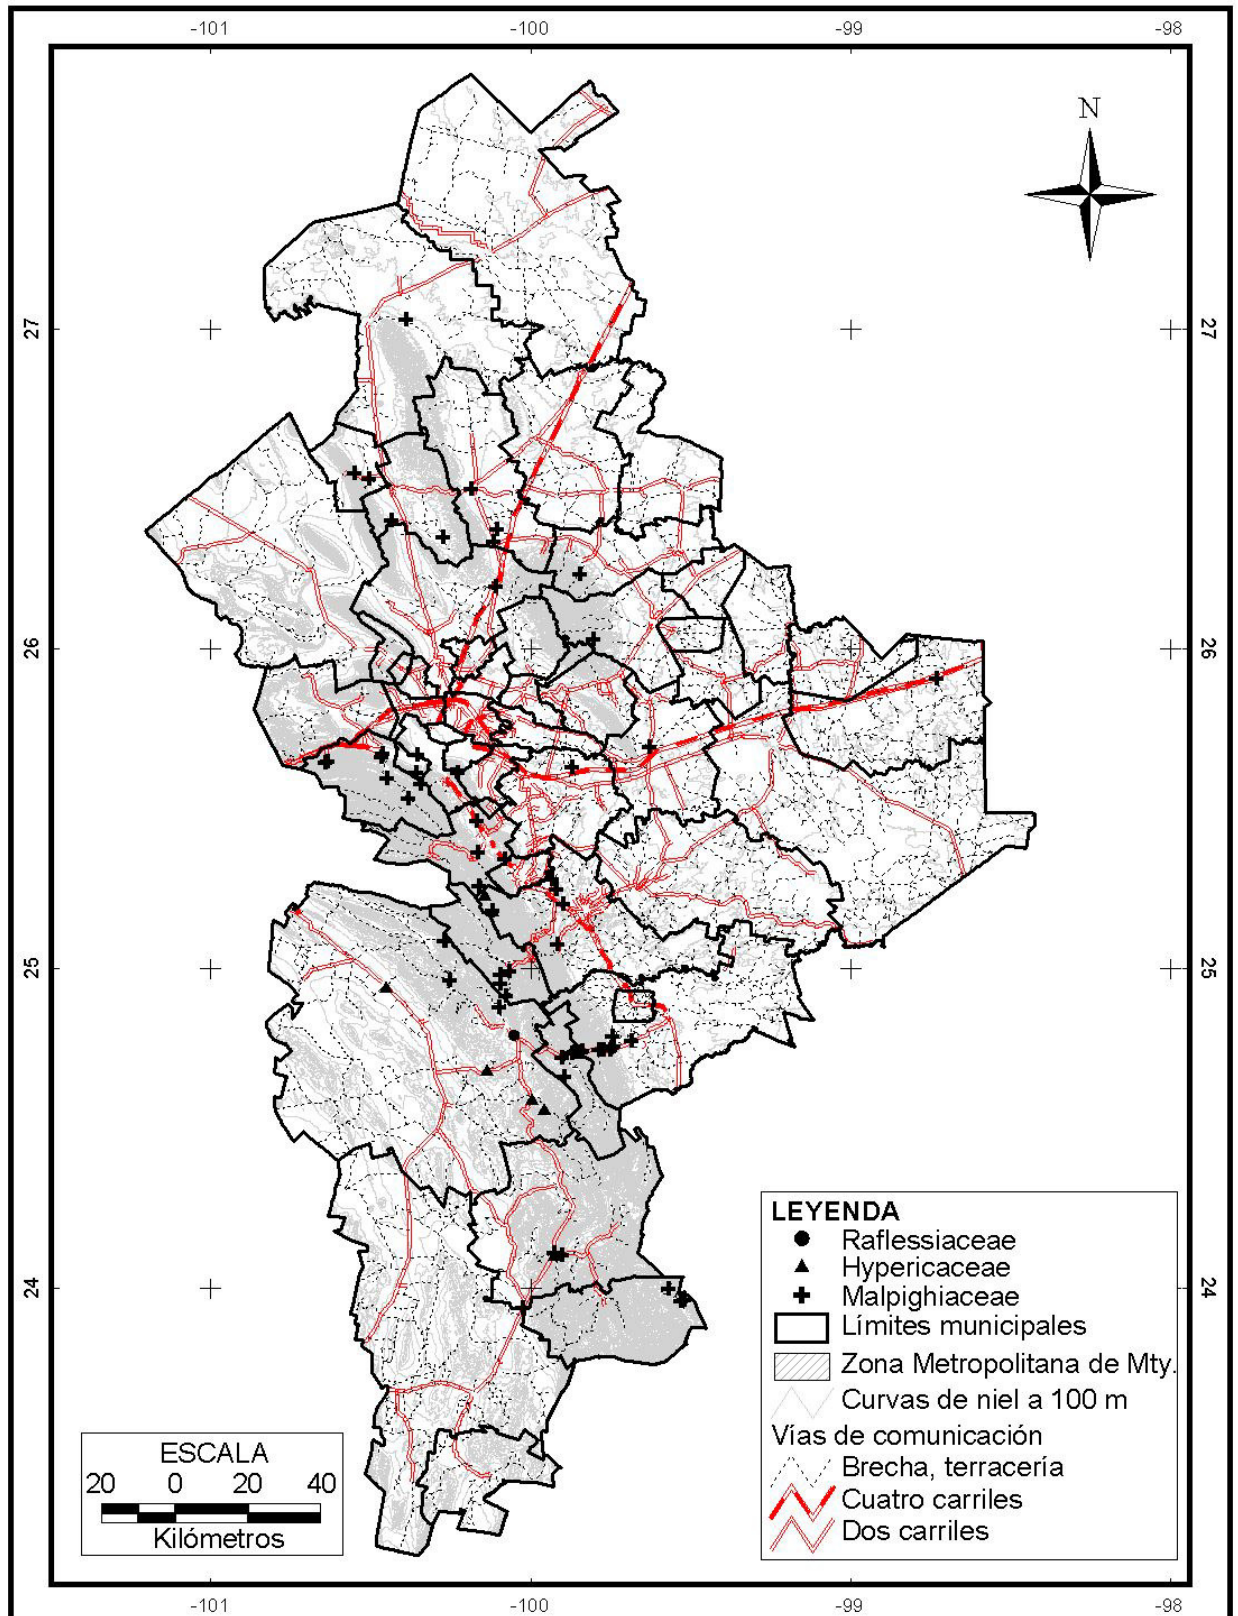 -101 -100 -99 -98
N
27 27
26 26
25 25
24 24
LEYENDA
Raflessiaceae
Hypericaceae
Malpighiaceae
Límites municipales
Zona Metropolitana de Mty.
Curvas de niel a 100 m
Vías de comunicación
Brecha, terracería
Cuatro carriles
Dos carriles
ESCALA
20 0 20 40
Kilómetros
-101 -100 -99 -98